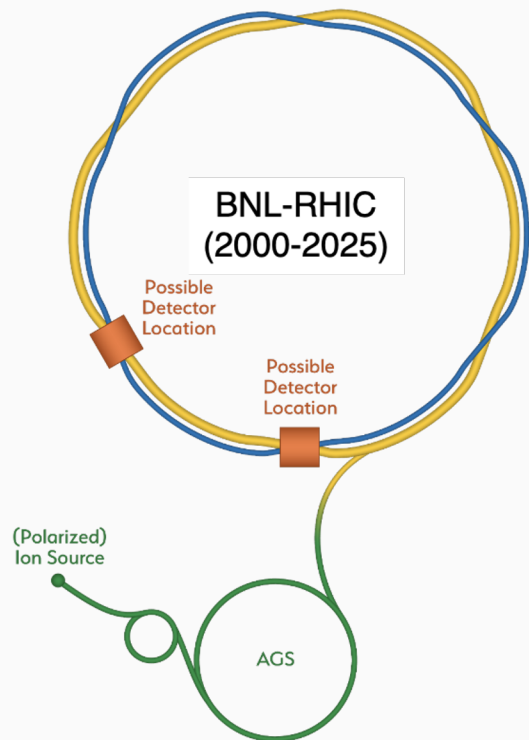 BNL-RHIC
(2000-2025)
Possible
Detector
Location
Possible
Detector
Location
(Polarized)
Ion Source
AGS